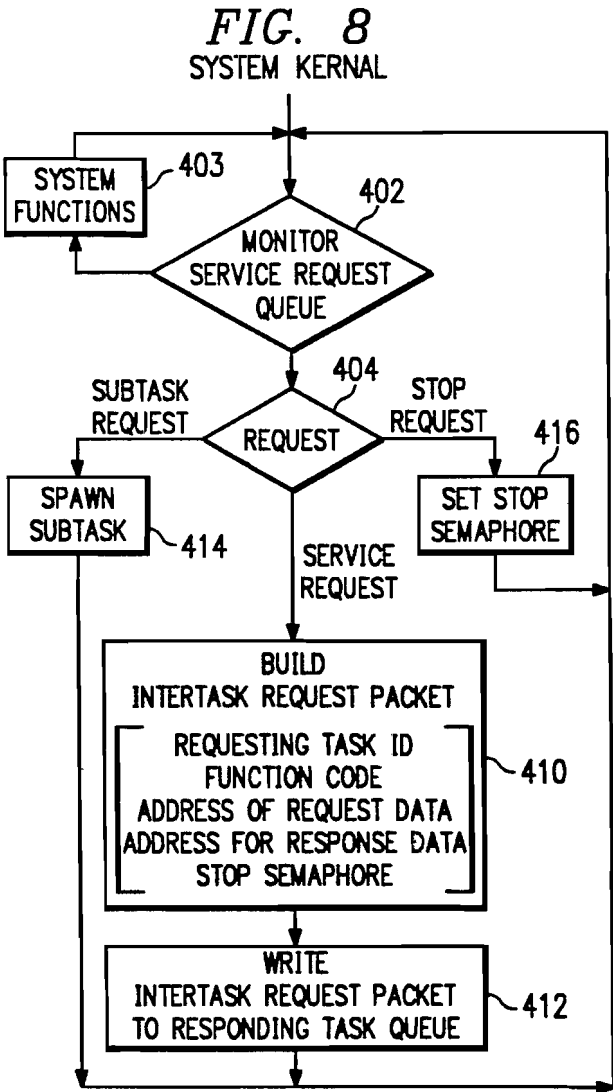 FIG. 8
SYSTEM KERNAL
SYSTEM
FUNCTIONS
403
402
MONITOR
SERVICE REQUEST
QUEUE
SUBTASK
REQUEST
404
REQUEST
STOP
REQUEST
416
SPAWN
SUBTASK
414
SET STOP
SEMAPHORE
SERVICE
REQUEST
BUILD
INTERTASK REQUEST PACKET
REQUESTING TASK ID
FUNCTION CODE
ADDRESS OF REQUEST DATA
ADDRESS FOR RESPONSE DATA
STOP SEMAPHORE
410
WRITE
INTERTASK REQUEST PACKET
TO RESPONDING TASK QUEUE
412